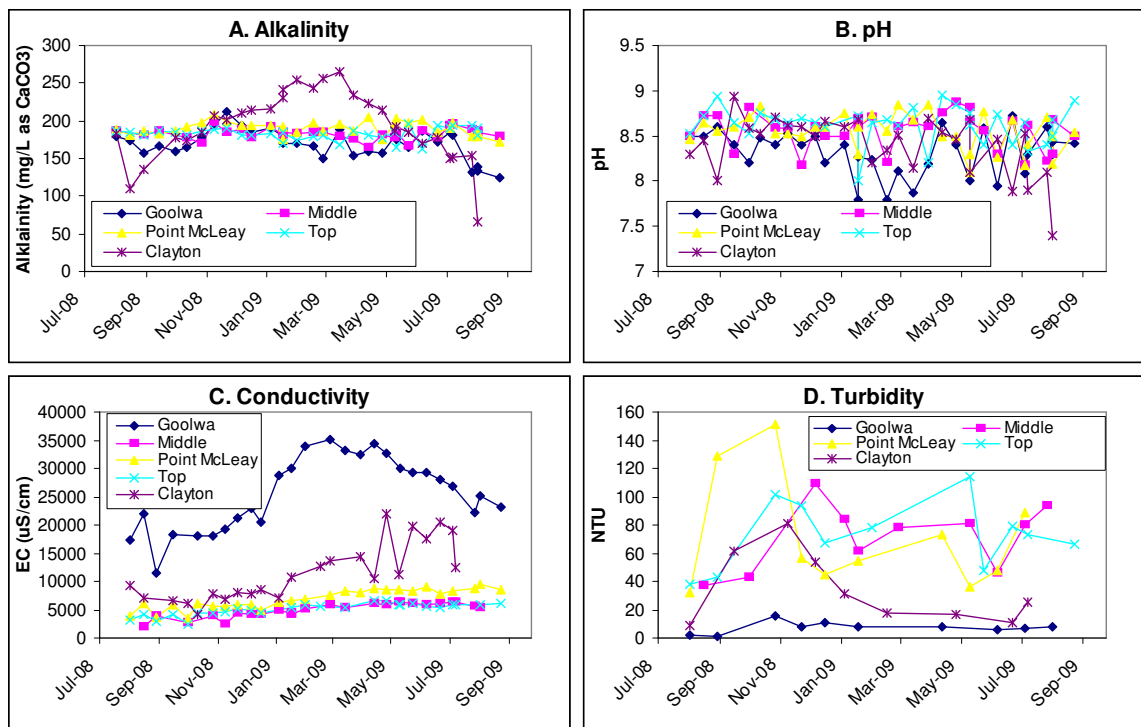 A. Alkalinity
Alklainity (mg/L as CaCO3)
300
250
200
150
100
50
0
Goolwa
Middle
Point McLeay
Top
Clayton
Jul-08
Sep-08
Nov-08
Jan-09
Mar-09
May-09
Jul-09
Sep-09
B. pH
pH
9.5
9
8.5
8
7.5
7
Goolwa
Middle
Point McLeay
Top
Clayton
Jul-08
Sep-08
Nov-08
Jan-09
Mar-09
May-09
Jul-09
Sep-09
C. Conductivity
EC (uS/cm)
40000
35000
30000
25000
20000
15000
10000
5000
0
Goolwa
Middle
Point McLeay
Top
Clayton
Jul-08
Sep-08
Nov-08
Jan-09
Mar-09
May-09
Jul-09
Sep-09
D. Turbidity
NTU
160
140
120
100
80
60
40
20
0
Goolwa
Middle
Point McLeay
Top
Clayton
Jul-08
Sep-08
Nov-08
Jan-09
Mar-09
May-09
Jul-09
Sep-09